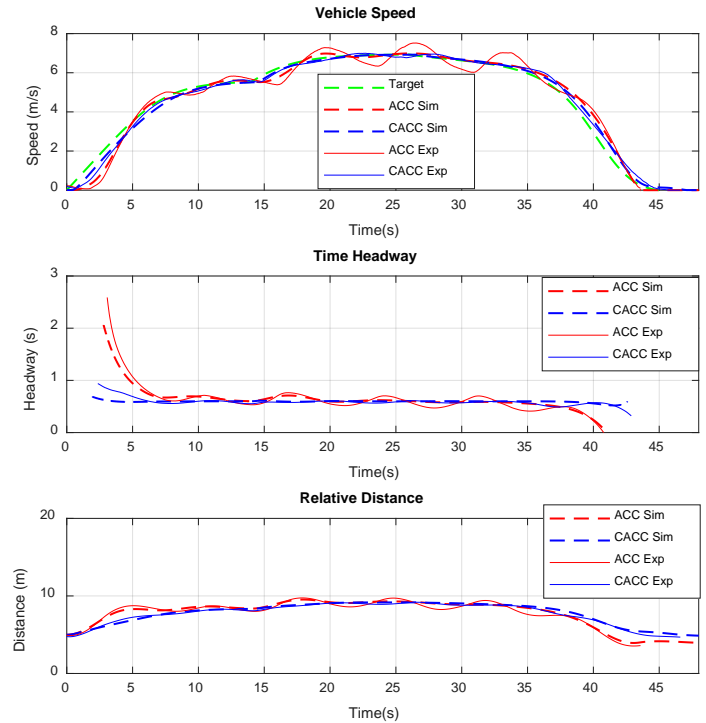 Vehicle Speed
8
6
4
2
0
Speed (m/s)
Target
ACC Sim
CACC Sim
ACC Exp
CACC Exp
0 5 10 15 20 25 30 35 40 45
Time(s)
Time Headway
3
2
1
0
Headway (s)
ACC Sim
CACC Sim
ACC Exp
CACC Exp
0 5 10 15 20 25 30 35 40 45
Time(s)
Relative Distance
20
10
0
Distance (m)
ACC Sim
CACC Sim
ACC Exp
CACC Exp
0 5 10 15 20 25 30 35 40 45
Time(s)